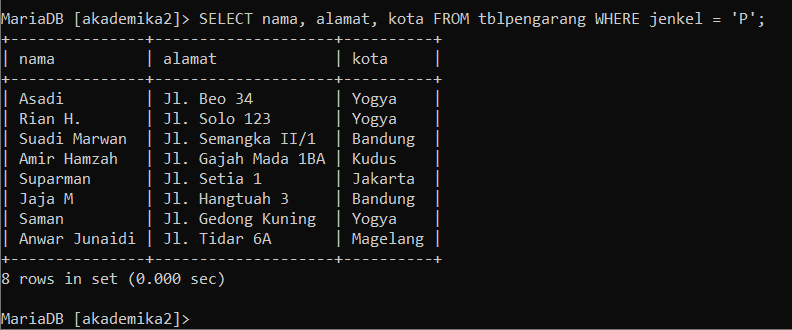 MariaDB [akademika2]> SELECT nama, alamat, kota FROM tblpengarang WHERE jenkel = 'P';
+---------------+--------------------+----------+
| nama          | alamat             | kota     |
+---------------+--------------------+----------+
| Asadi         | Jl. Beo 34         | Yogya    |
| Rian H.       | Jl. Solo 123       | Yogya    |
| Suadi Marwan  | Jl. Semangka II/1  | Bandung  |
| Amir Hamzah   | Jl. Gajah Mada 1BA | Kudus    |
| Suparman      | Jl. Setia 1        | Jakarta  |
| Jaja M        | Jl. Hangtuah 3     | Bandung  |
| Saman         | Jl. Gedong Kuning  | Yogya    |
| Anwar Junaidi | Jl. Tidar 6A       | Magelang |
+---------------+--------------------+----------+
8 rows in set (0.000 sec)
MariaDB [akademika2]>